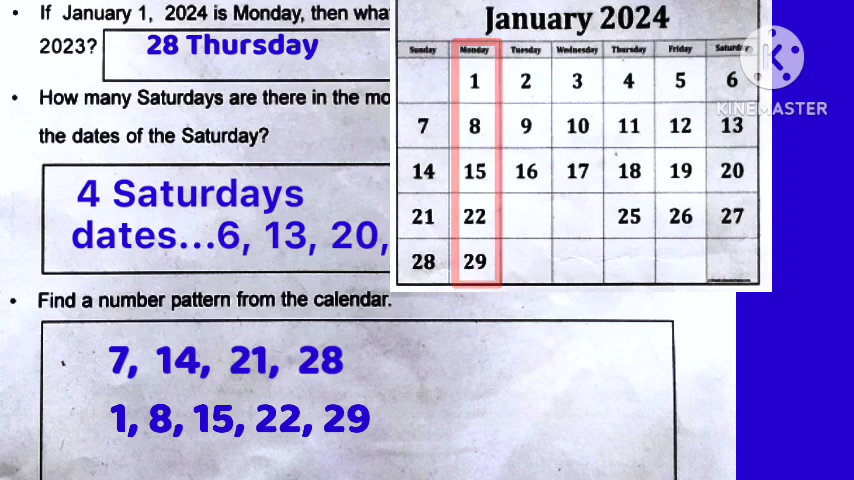 If January 1, 2024 is Monday, then wha
2023?
28 Thursday
How many Saturdays are there in the mo
the dates of the Saturday?
4 Saturdays
dates...6, 13, 20,
Find a number pattern from the calendar.
7, 14, 21, 28
1, 8, 15, 22, 29
January 2024
Sunday Monday Tuesday Wednesday Thursday Friday Saturday
1 2 3 4 5 6
7 8 9 10 11 12 13
14 15 16 17 18 19 20
21 22 25 26 27
28 29
KINEMASTER